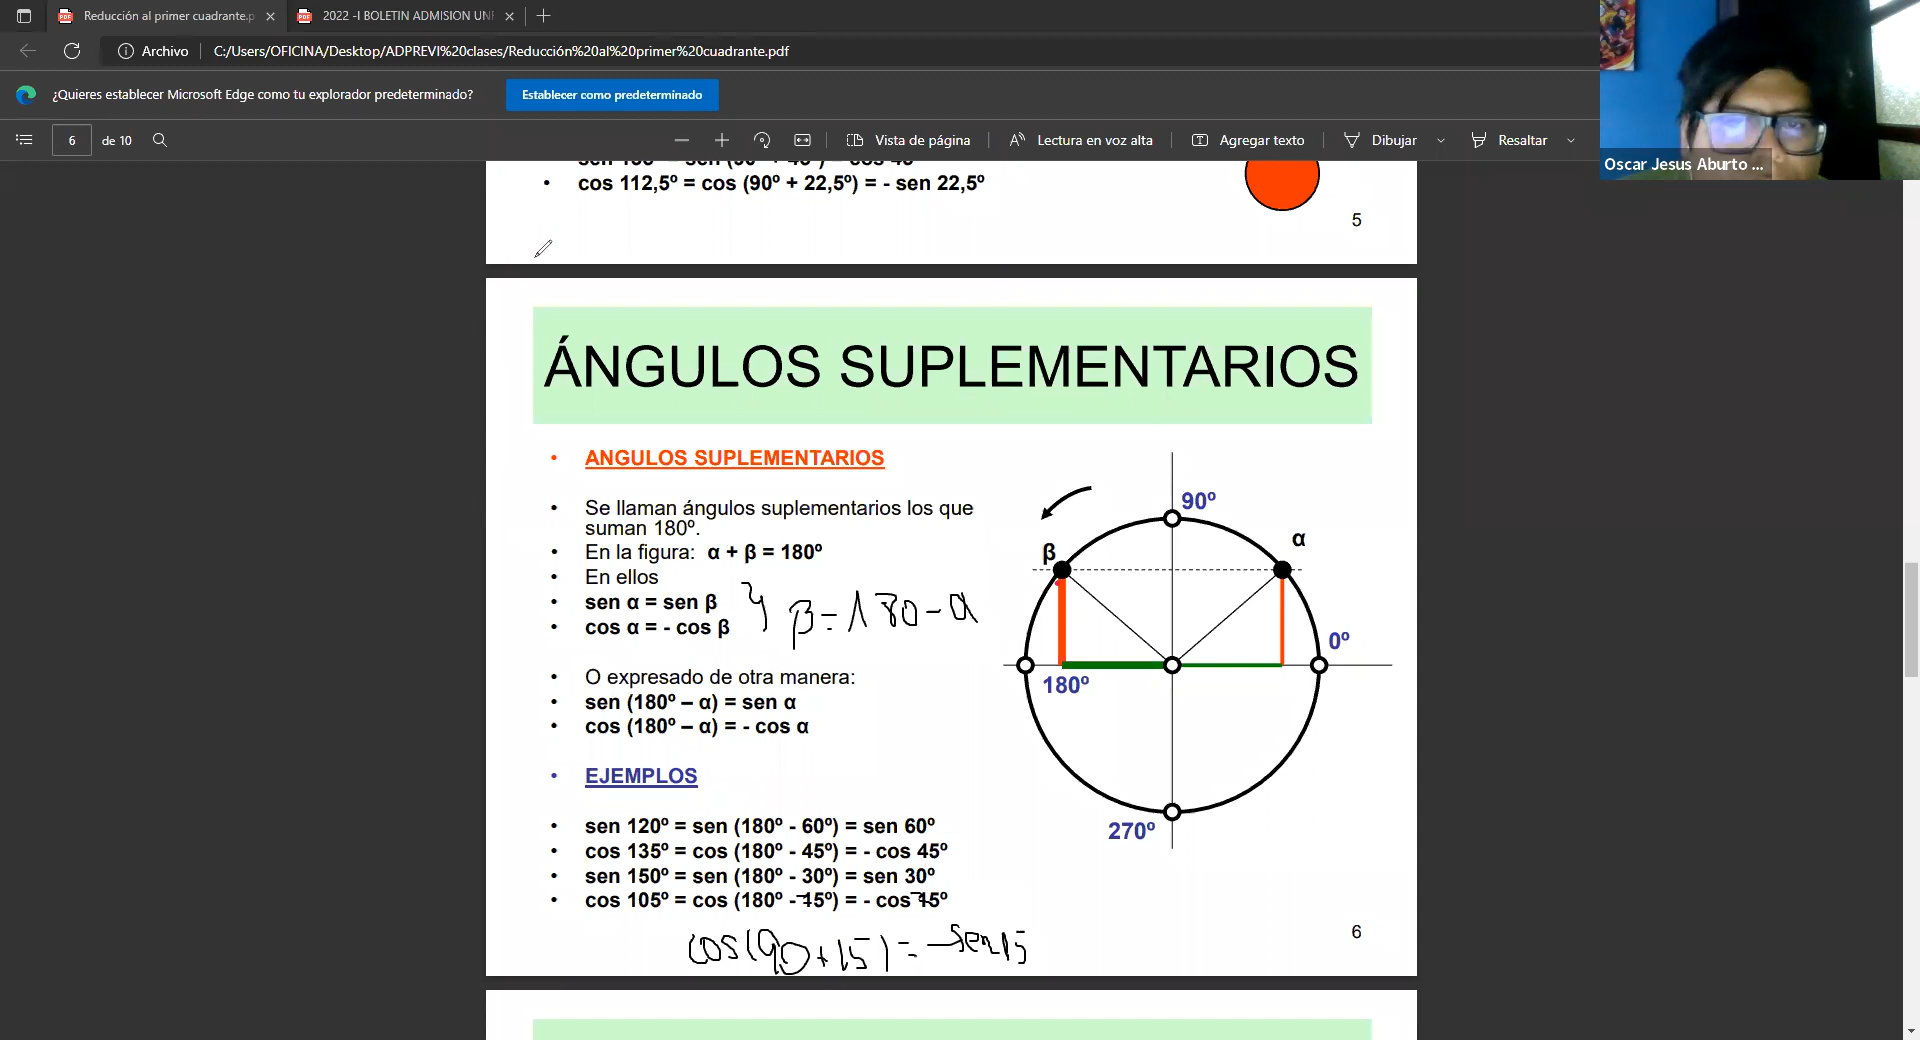 Reducción al primer cuadrante.p
2022 -I BOLETIN ADMISION UNF
Archivo
C:/Users/OFICINA/Desktop/ADPREVI%20clases/Reducción%20al%20primer%20cuadrante.pdf
¿Quieres establecer Microsoft Edge como tu explorador predeterminado?
Establecer como predeterminado
6 de 10
Vista de página
Lectura en voz alta
Agregar texto
Dibujar
Resaltar
Oscar Jesus Aburto ...
• cos 112,5º = cos (90º + 22,5º) = - sen 22,5º
5
ÁNGULOS SUPLEMENTARIOS
• ANGULOS SUPLEMENTARIOS
• Se llaman ángulos suplementarios los que
suman 180º.
• En la figura: α + β = 180º
• En ellos
• sen α = sen β
• cos α = - cos β
β = 180 - α
• O expresado de otra manera:
• sen (180º – α) = sen α
• cos (180º – α) = - cos α
• EJEMPLOS
• sen 120º = sen (180º - 60º) = sen 60º
• cos 135º = cos (180º - 45º) = - cos 45º
• sen 150º = sen (180º - 30º) = sen 30º
• cos 105º = cos (180º - 75º) = - cos 75º
cos(90+15) = -sen15
90º
β
α
0º
180º
270º
6